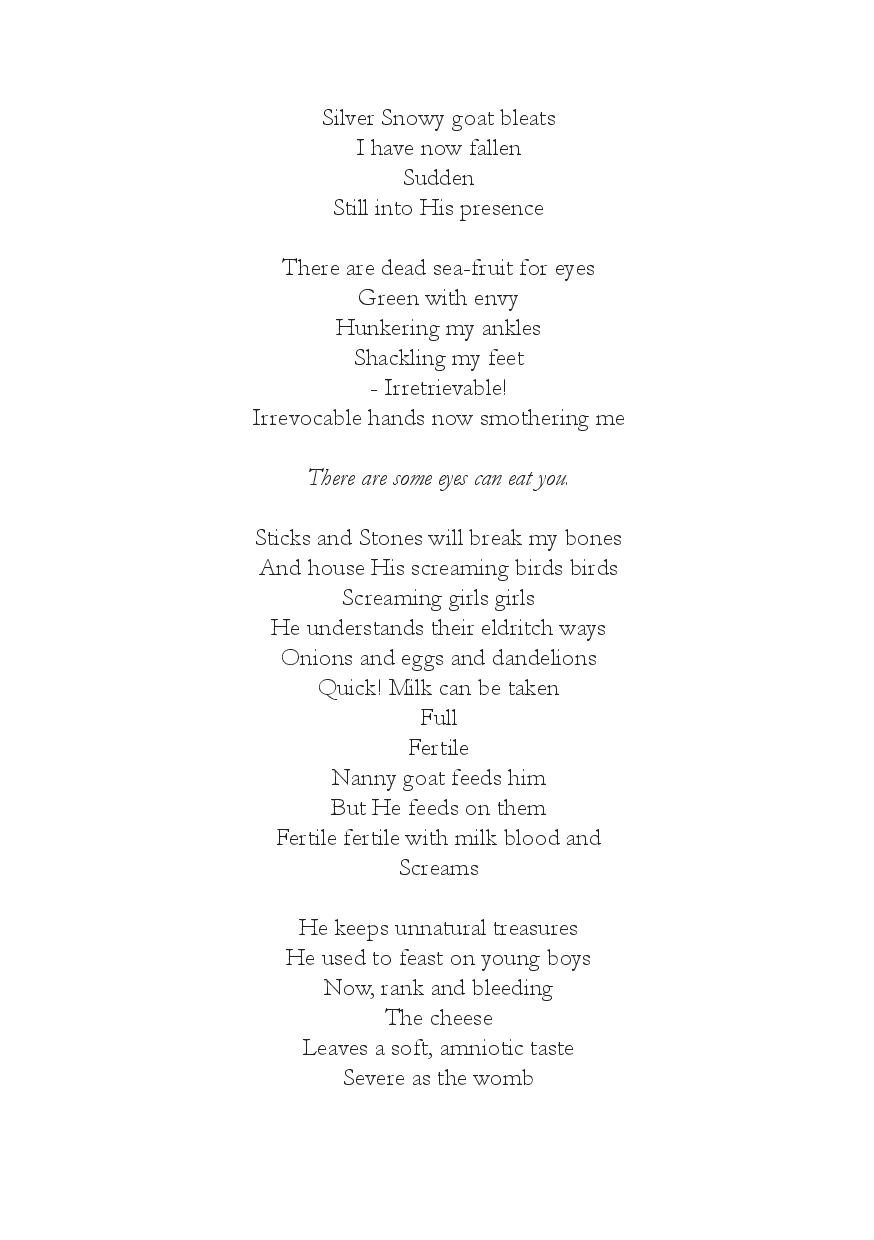 Silver Snowy goat bleats
I have now fallen
Sudden
Still into His presence
There are dead sea-fruit for eyes
Green with envy
Hunkering my ankles
Shackling my feet
- Irretrievable!
Irrevocable hands now smothering me
There are some eyes can eat you.
Sticks and Stones will break my bones
And house His screaming birds birds
Screaming girls girls
He understands their eldritch ways
Onions and eggs and dandelions
Quick! Milk can be taken
Full
Fertile
Nanny goat feeds him
But He feeds on them
Fertile fertile with milk blood and
Screams
He keeps unnatural treasures
He used to feast on young boys
Now, rank and bleeding
The cheese
Leaves a soft, amniotic taste
Severe as the womb